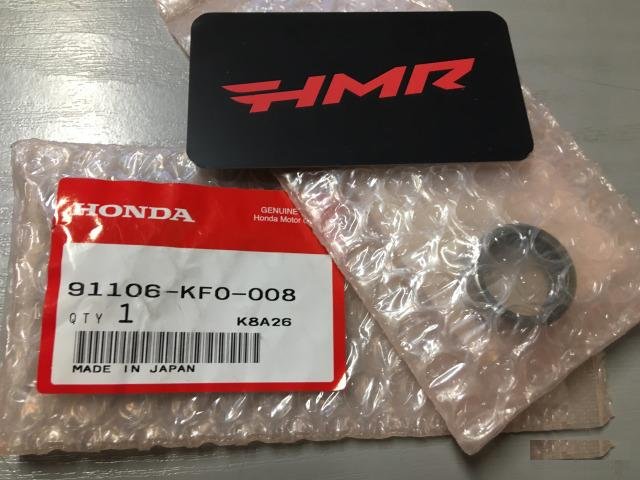 HMR
HONDA
GENUINE
Honda Motor
91106-KF0-008
QTY 1
K8A26
MADE IN JAPAN